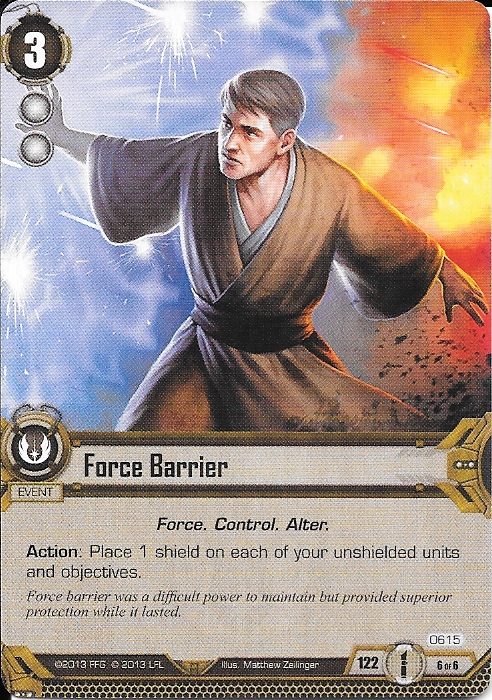 3
Force Barrier
EVENT
Force. Control. Alter.
Action: Place 1 shield on each of your unshielded units
and objectives.
Force barrier was a difficult power to maintain but provided superior
protection while it lasted.
0615
©2013 FFG © 2013 LFL
Illus. Matthew Zeilinger
122
6 of 6